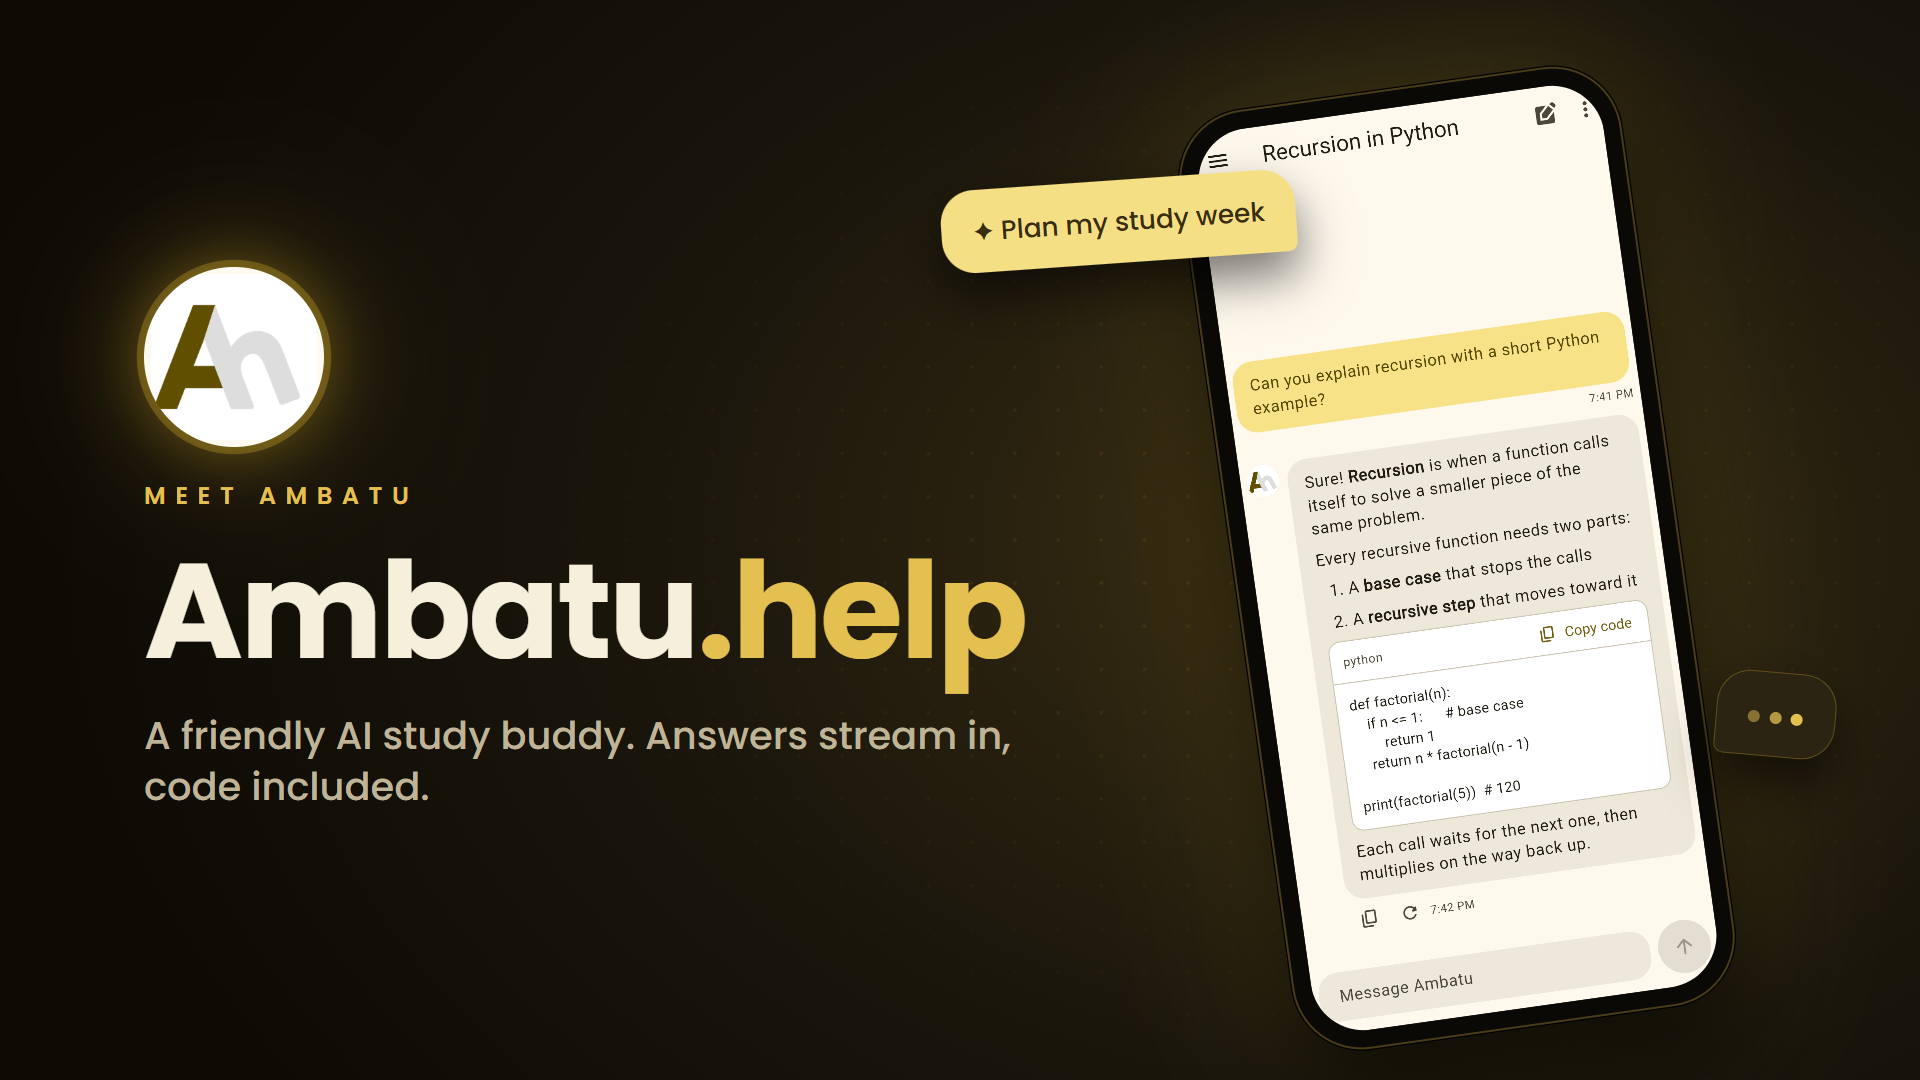 Ah
MEET AMBATU
Ambatu.help
A friendly AI study buddy. Answers stream in,
code included.
✦ Plan my study week
Recursion in Python
Can you explain recursion with a short Python
example?
7:41 PM
Ah
Sure! Recursion is when a function calls
itself to solve a smaller piece of the
same problem.
Every recursive function needs two parts:
1. A base case that stops the calls
2. A recursive step that moves toward it
python
Copy code
def factorial(n):
    if n <= 1:      # base case
        return 1
    return n * factorial(n - 1)
print(factorial(5))  # 120
Each call waits for the next one, then
multiplies on the way back up.
7:42 PM
Message Ambatu